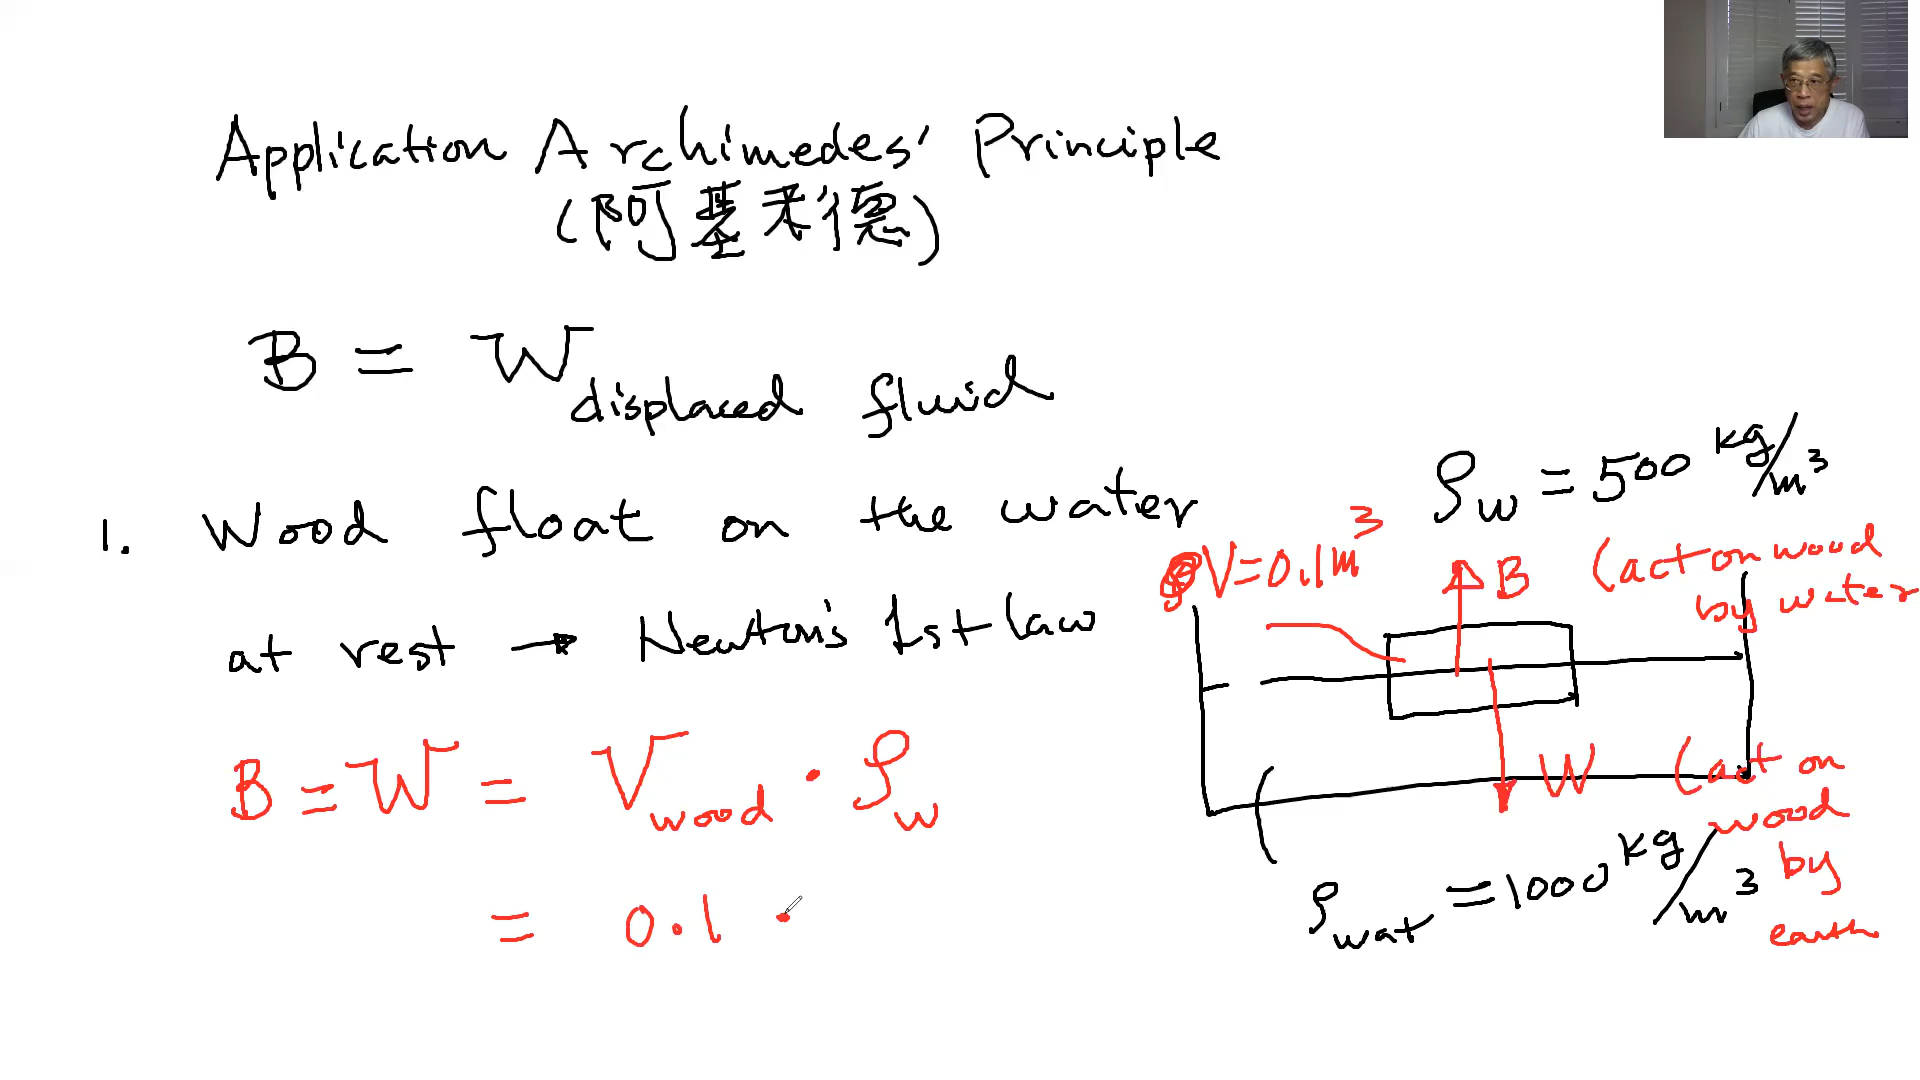 Application Archimedes' Principle
(阿基米德)
B = W displaced fluid
1. Wood float on the water
at rest → Newton's 1st law
B = W = V wood · ρ w
= 0.1 ·
ρ w = 500 kg/m³
V = 0.1 m³
B (act on wood
by water
W (act on
wood
by
earth
ρ wat = 1000 kg/m³